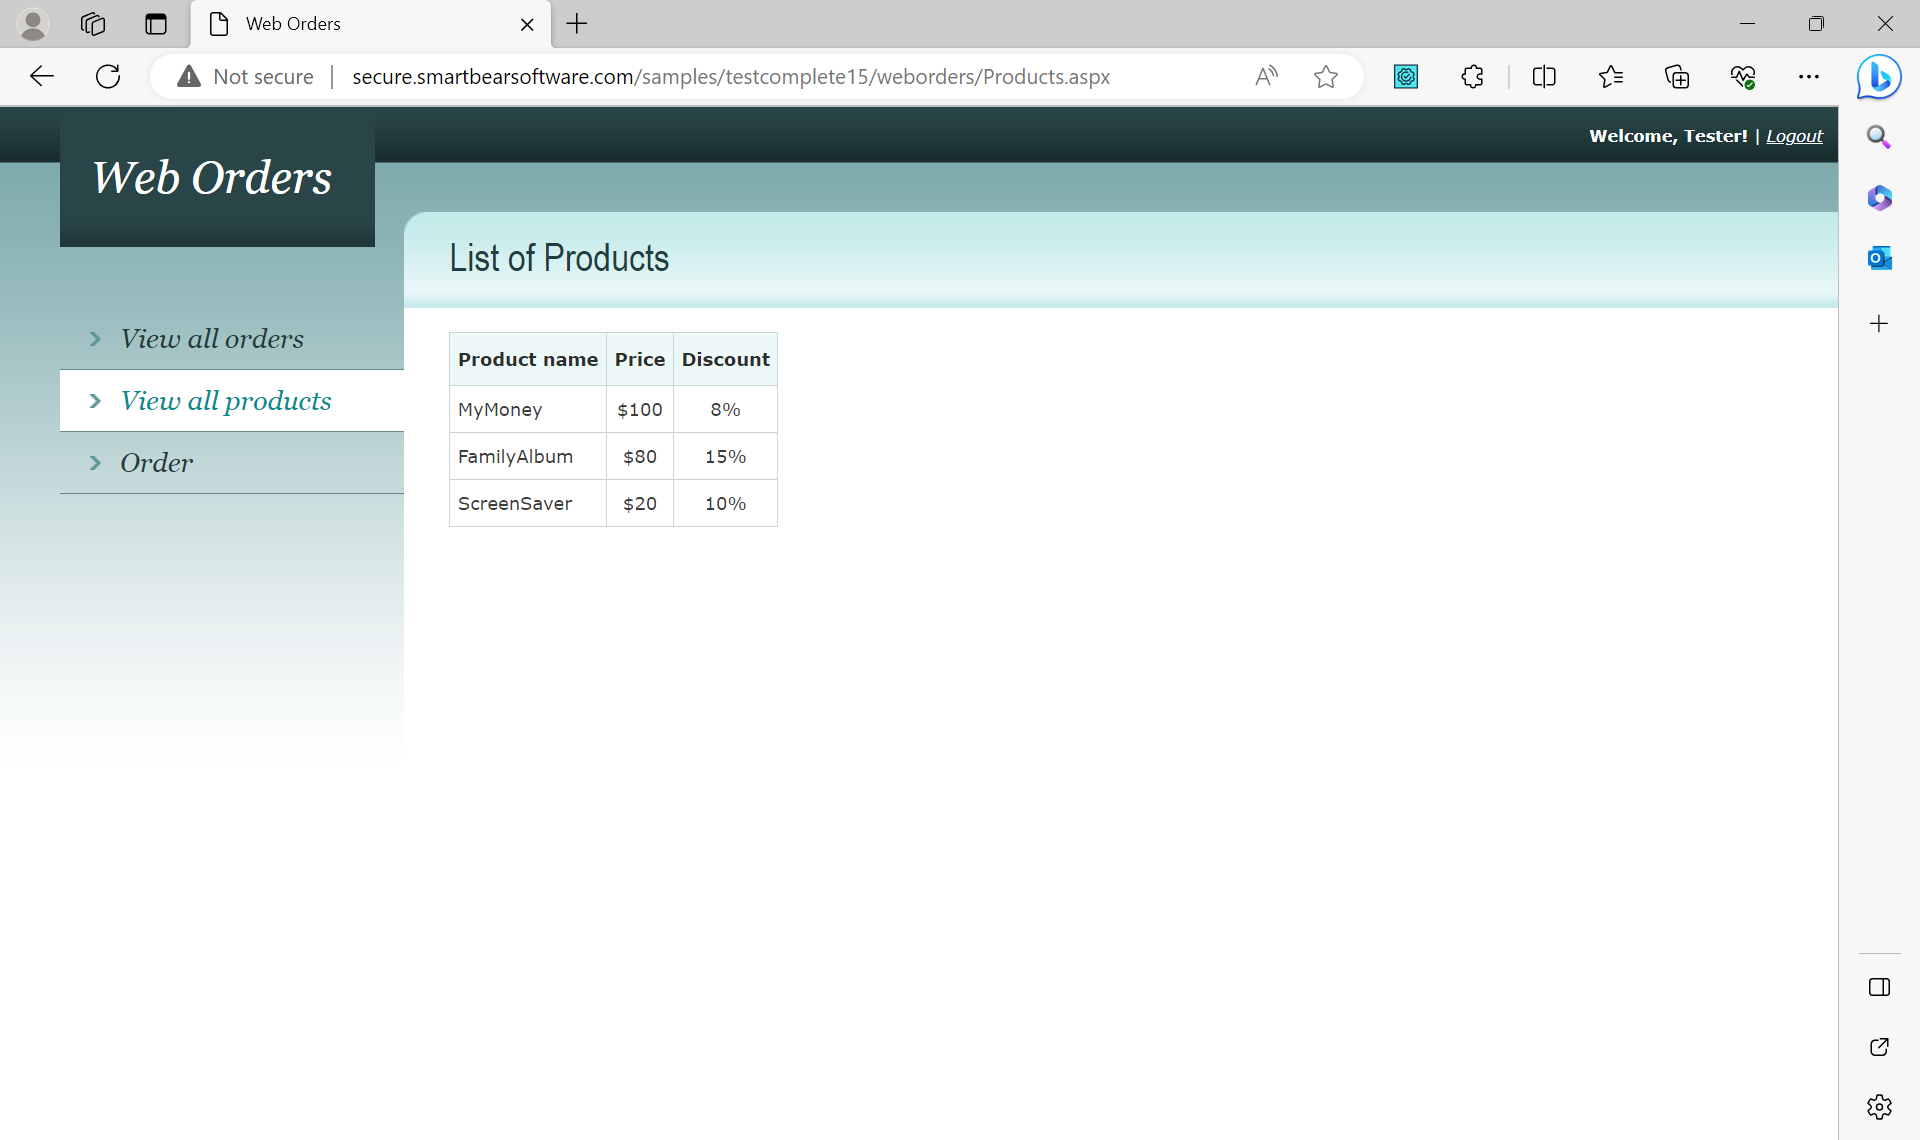 Web Orders
Not secure
secure.smartbearsoftware.com/samples/testcomplete15/weborders/Products.aspx
Welcome, Tester! | Logout
Web Orders
List of Products
View all orders
View all products
Order
Product name Price Discount
MyMoney $100 8%
FamilyAlbum $80 15%
ScreenSaver $20 10%